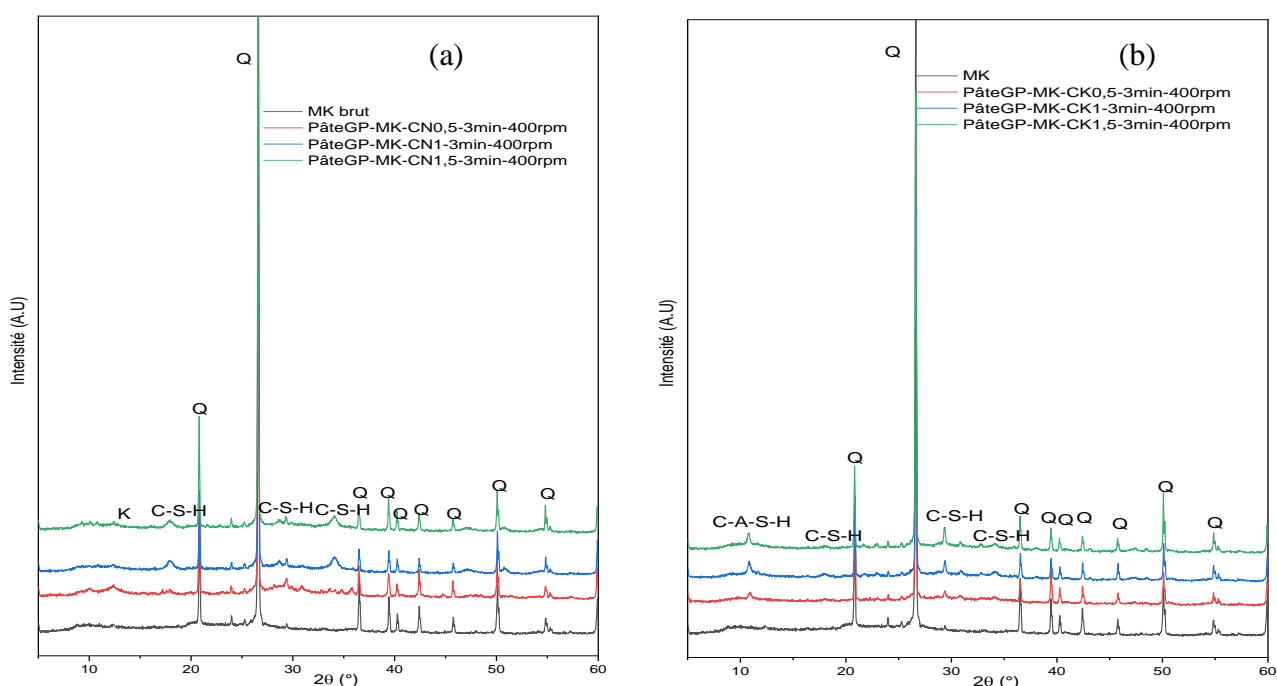 (a)
Q
MK brut
PâteGP-MK-CN0,5-3min-400rpm
PâteGP-MK-CN1-3min-400rpm
PâteGP-MK-CN1,5-3min-400rpm
Intensité (A.U)
Q
K
C-S-H
C-S-H
C-S-H
Q
Q
Q
Q
Q
Q
Q
10
20
30
40
50
60
2θ (°)
(b)
Q
MK
PâteGP-MK-CK0,5-3min-400rpm
PâteGP-MK-CK1-3min-400rpm
PâteGP-MK-CK1,5-3min-400rpm
Intensité (A.U)
Q
C-A-S-H
C-S-H
C-S-H
C-S-H
Q
Q
Q
Q
Q
Q
Q
10
20
30
40
50
60
2θ (°)